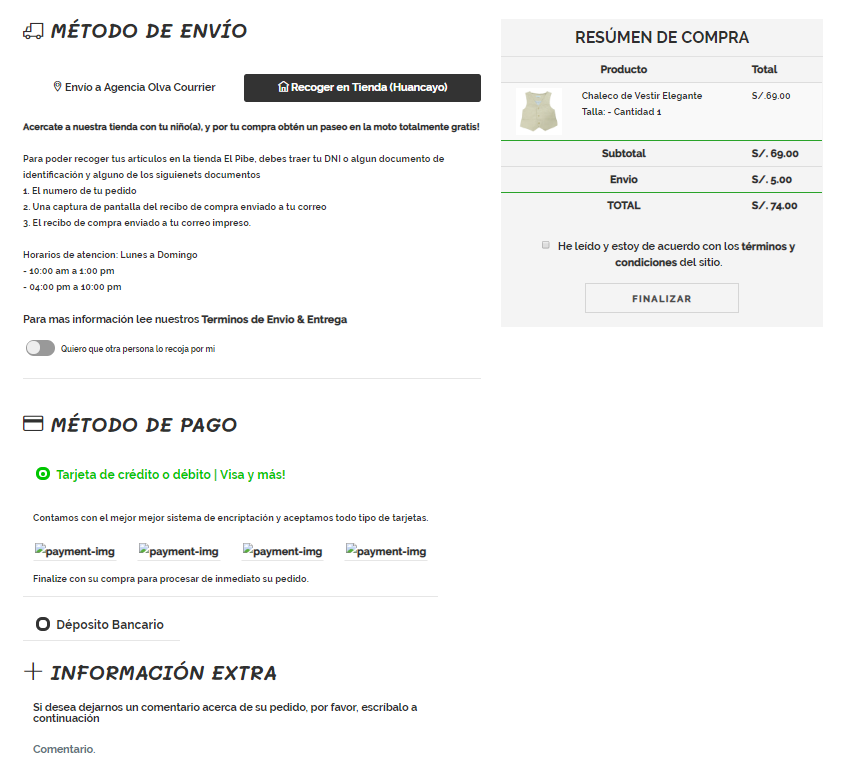 MÉTODO DE ENVÍO
Envío a Agencia Olva Courrier
Recoger en Tienda (Huancayo)
Acercate a nuestra tienda con tu niño(a), y por tu compra obtén un paseo en la moto totalmente gratis!
Para poder recoger tus artículos en la tienda El Pibe, debes traer tu DNI o algun documento de
identificación y alguno de los siguienets documentos
1. El numero de tu pedido
2. Una captura de pantalla del recibo de compra enviado a tu correo
3. El recibo de compra enviado a tu correo impreso.
Horarios de atencion: Lunes a Domingo
- 10:00 am a 1:00 pm
- 04:00 pm a 10:00 pm
Para mas información lee nuestros Terminos de Envio & Entrega
Quiero que otra persona lo recoja por mi
MÉTODO DE PAGO
Tarjeta de crédito o débito | Visa y más!
Contamos con el mejor mejor sistema de encriptación y aceptamos todo tipo de tarjetas.
payment-img payment-img payment-img payment-img
Finalize con su compra para procesar de inmediato su pedido.
Déposito Bancario
INFORMACIÓN EXTRA
Si desea dejarnos un comentario acerca de su pedido, por favor, escríbalo a
continuación
Comentario.
RESÚMEN DE COMPRA
Producto Total
Chaleco de Vestir Elegante S/.69.00
Talla: - Cantidad 1
Subtotal S/. 69.00
Envio S/. 5.00
TOTAL S/. 74.00
He leído y estoy de acuerdo con los términos y
condiciones del sitio.
FINALIZAR